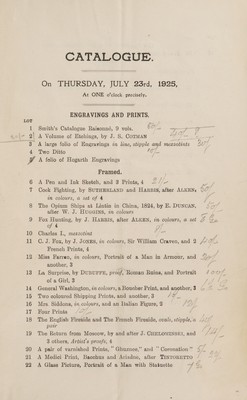 CATALOGUE.
On THURSDAY, JULY 23rd, 1925,
At ONE o'clock precisely.
ENGRAVINGS AND PRINTS.
LOT
1 Smith's Catalogue Raisonné, 9 vols.
2 A Volume of Etchings, by J. S. COTMAN
3 A large folio of Engravings in line, stipple and mezzotints
4 Two Ditto
5 A folio of Hogarth Engravings
Framed.
6 A Pen and Ink Sketch, and 3 Prints, 4
7 Cock Fighting, by SUTHERLAND and HARRIS, after ALKEN,
in colours, a set of 4
8 The Opium Ships at Lintin in China, 1824, by E. DUNCAN,
after W. J. HUGGINS, in colours
9 Fox Hunting, by J. HARRIS, after ALKEN, in colours, a set
of 4
10 Charles I., mezzotint
11 C. J. Fox, by J. JONES, in colours, Sir William Craven, and 2
French Prints, 4
12 Miss Farren, in colours, Portrait of a Man in Armour, and
another, 3
13 La Surprise, by DUBUFFE, proof, Roman Ruins, and Portrait
of a Girl, 3
14 General Washington, in colours, a Boucher Print, and another, 3
15 Two coloured Shipping Prints, and another, 3
16 Mrs. Siddons, in colours, and an Italian Figure, 2
17 Four Prints
18 The English Fireside and The French Fireside, ovals, stipple, a
pair
19 The Return from Moscow, by and after J. CHELMINSKI, and
3 others, Artist's proofs, 4
20 A pair of varnished Prints, "Gleaners," and "Coronation"
21 A Medici Print, Bacchus and Ariadne, after TINTORETTO
22 A Glass Picture, Portrait of a Man with Statuette